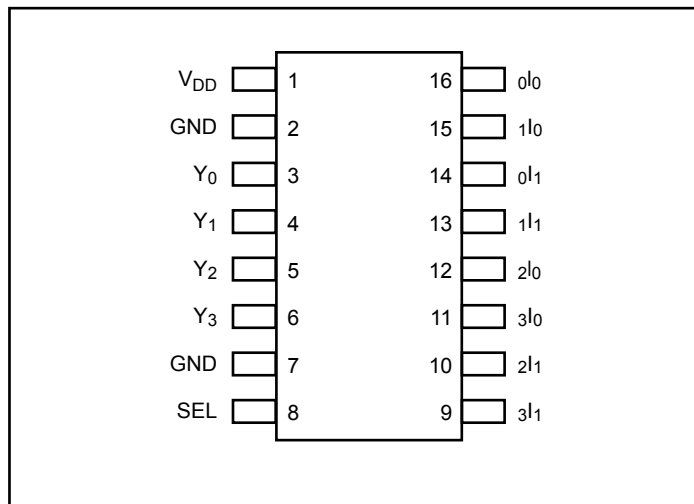 V_DD 1 16 ₀I₀
GND 2 15 ₁I₀
Y₀ 3 14 ₀I₁
Y₁ 4 13 ₁I₁
Y₂ 5 12 ₂I₀
Y₃ 6 11 ₃I₀
GND 7 10 ₂I₁
SEL 8 9 ₃I₁